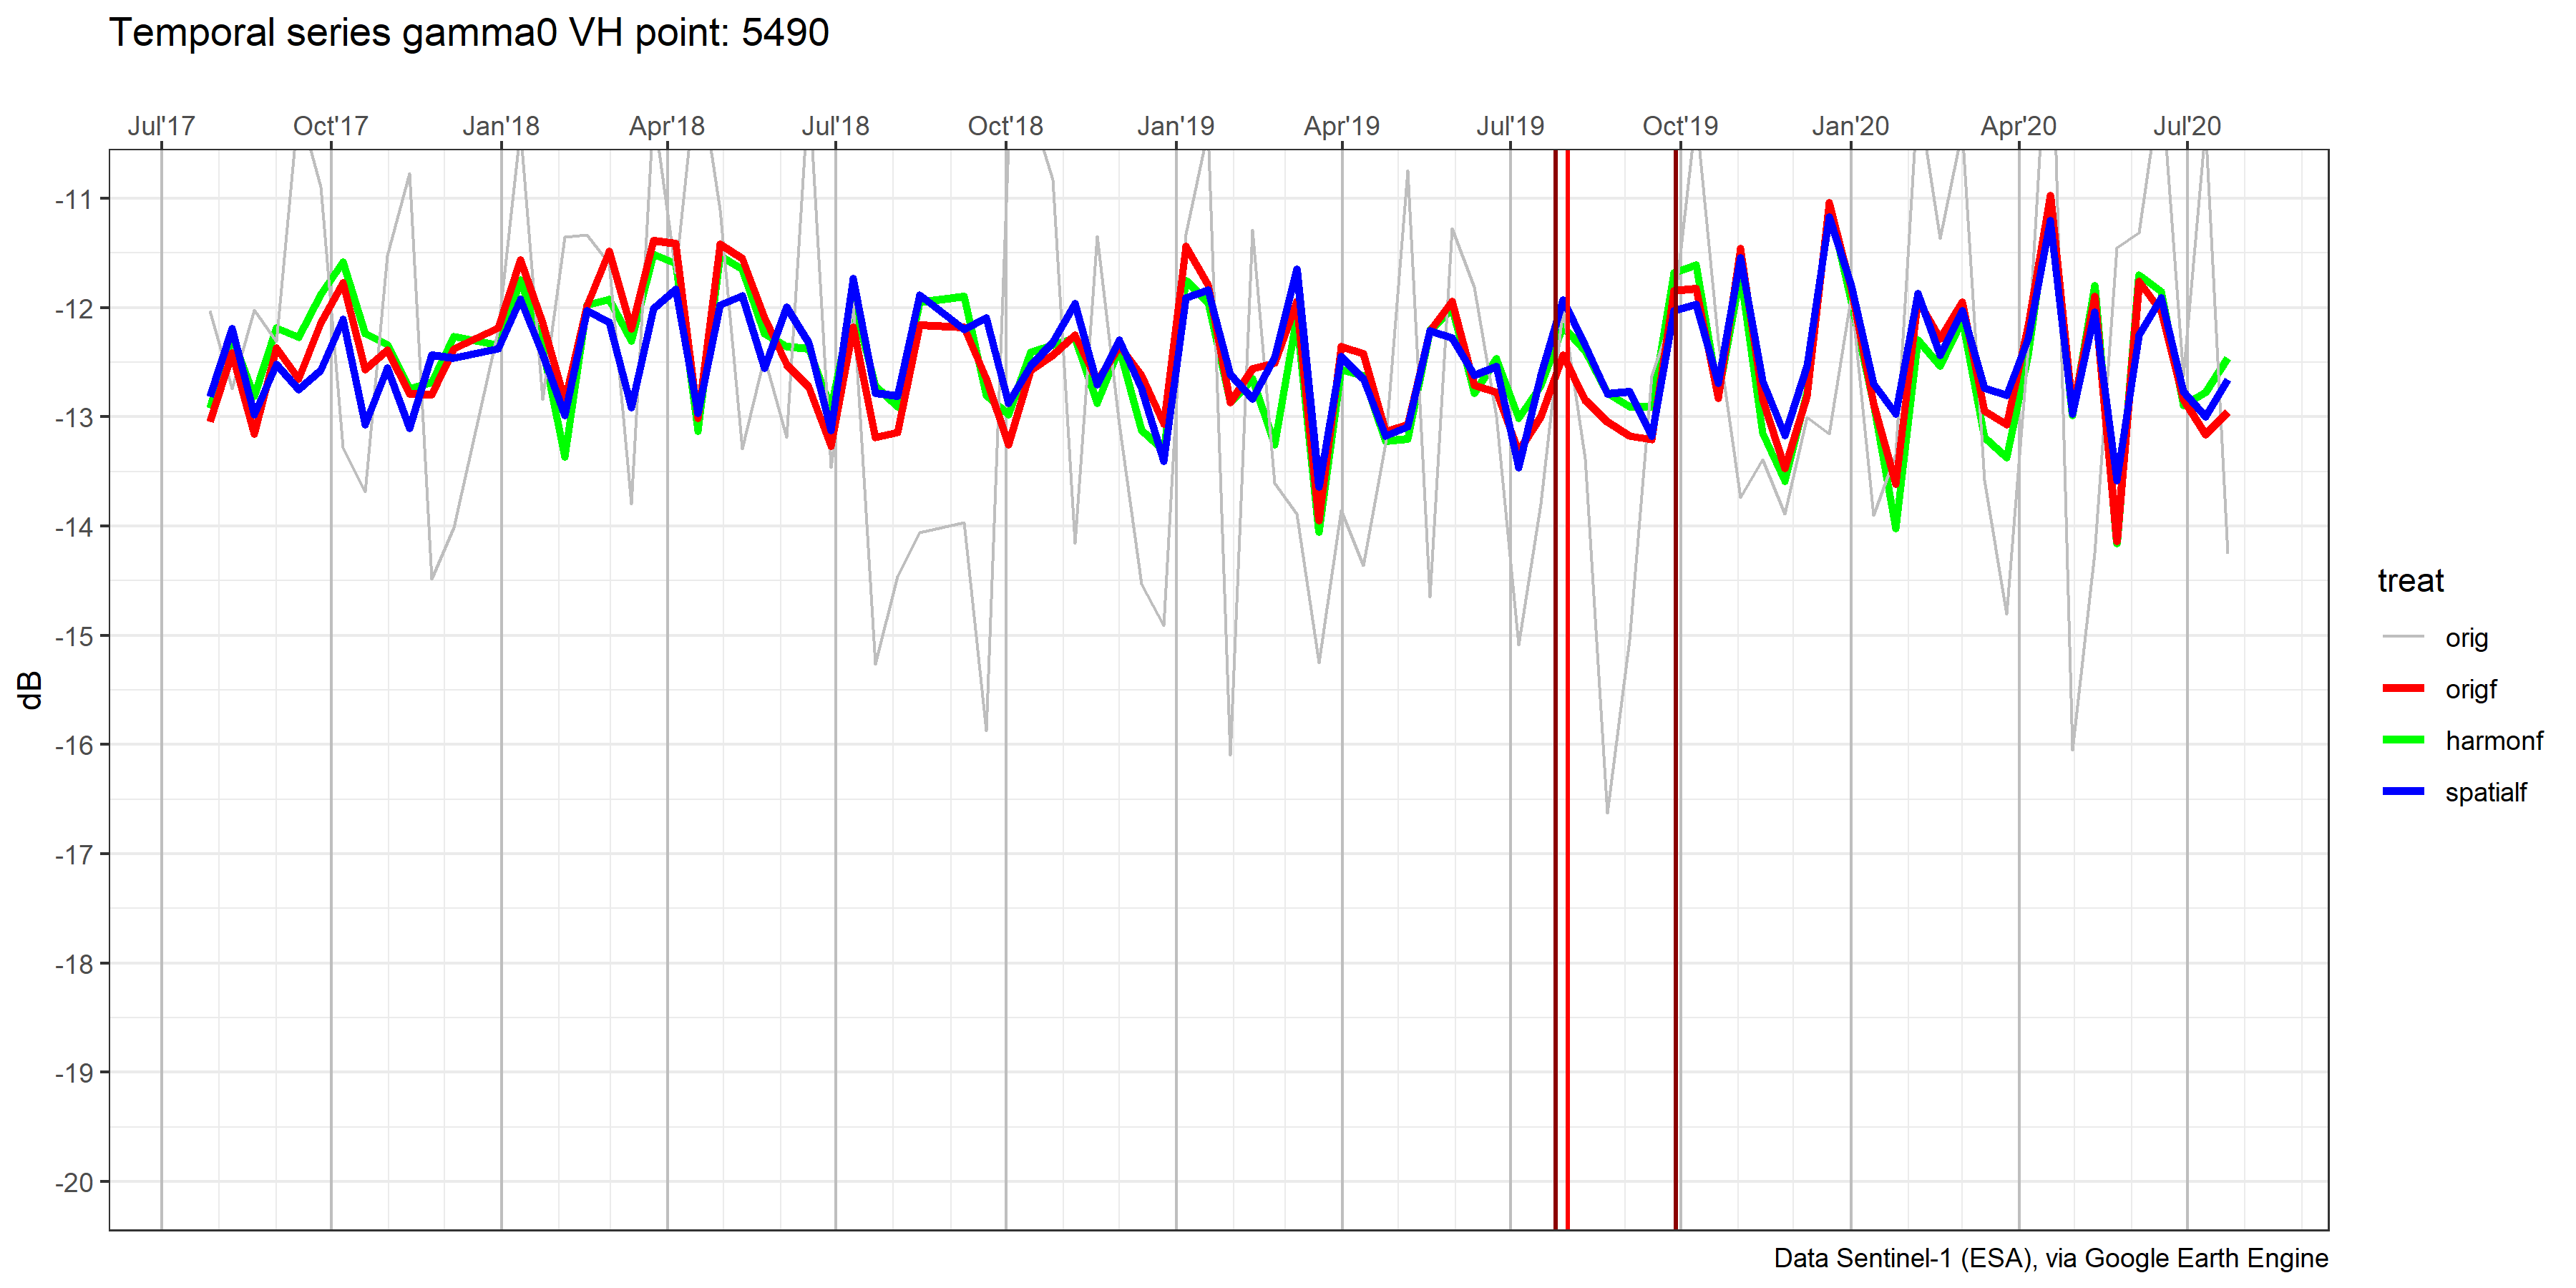 Temporal series gamma0 VH point: 5490
Jul'17 Oct'17 Jan'18 Apr'18 Jul'18 Oct'18 Jan'19 Apr'19 Jul'19 Oct'19 Jan'20 Apr'20 Jul'20
-11
-12
-13
-14
-15
-16
-17
-18
-19
-20
dB
treat
orig
origf
harmonf
spatialf
Data Sentinel-1 (ESA), via Google Earth Engine